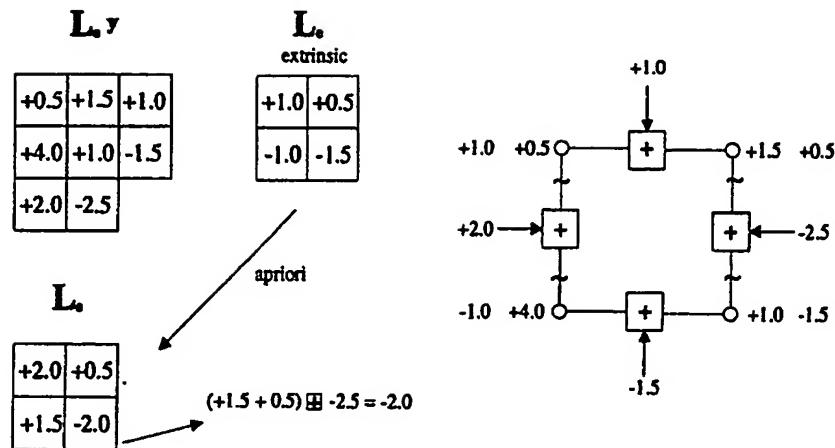 Lₑ y
+0.5 +1.5 +1.0
+4.0 +1.0 -1.5
+2.0 -2.5
Lₑ
extrinsic
+1.0 +0.5
-1.0 -1.5
apriori
Lₑ
+2.0 +0.5
+1.5 -2.0
(+1.5 + 0.5) ⊞ -2.5 = -2.0
+1.0
+1.0 +0.5 + +1.5 +0.5
+2.0 + + -2.5
-1.0 +4.0 + +1.0 -1.5
-1.5